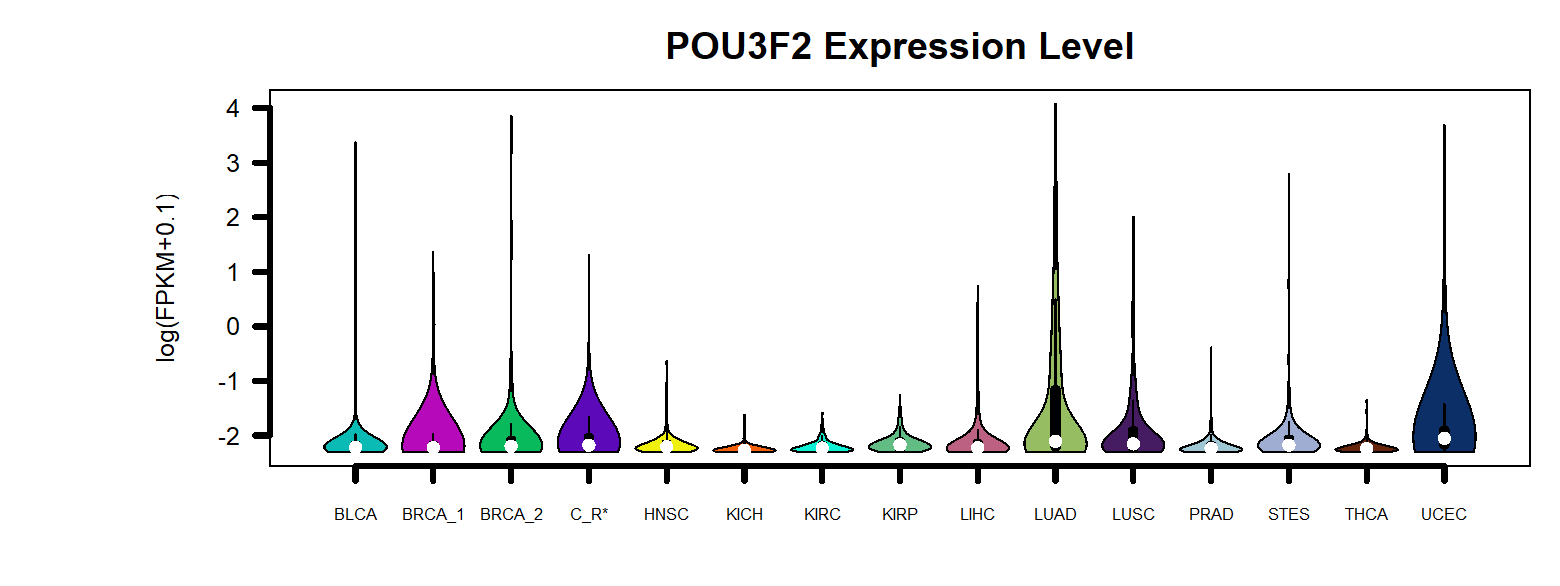 POU3F2 Expression Level
log(FPKM+0.1)
4
3
2
1
0
-1
-2
BLCA BRCA_1 BRCA_2 C_R* HNSC KICH KIRC KIRP LIHC LUAD LUSC PRAD STES THCA UCEC